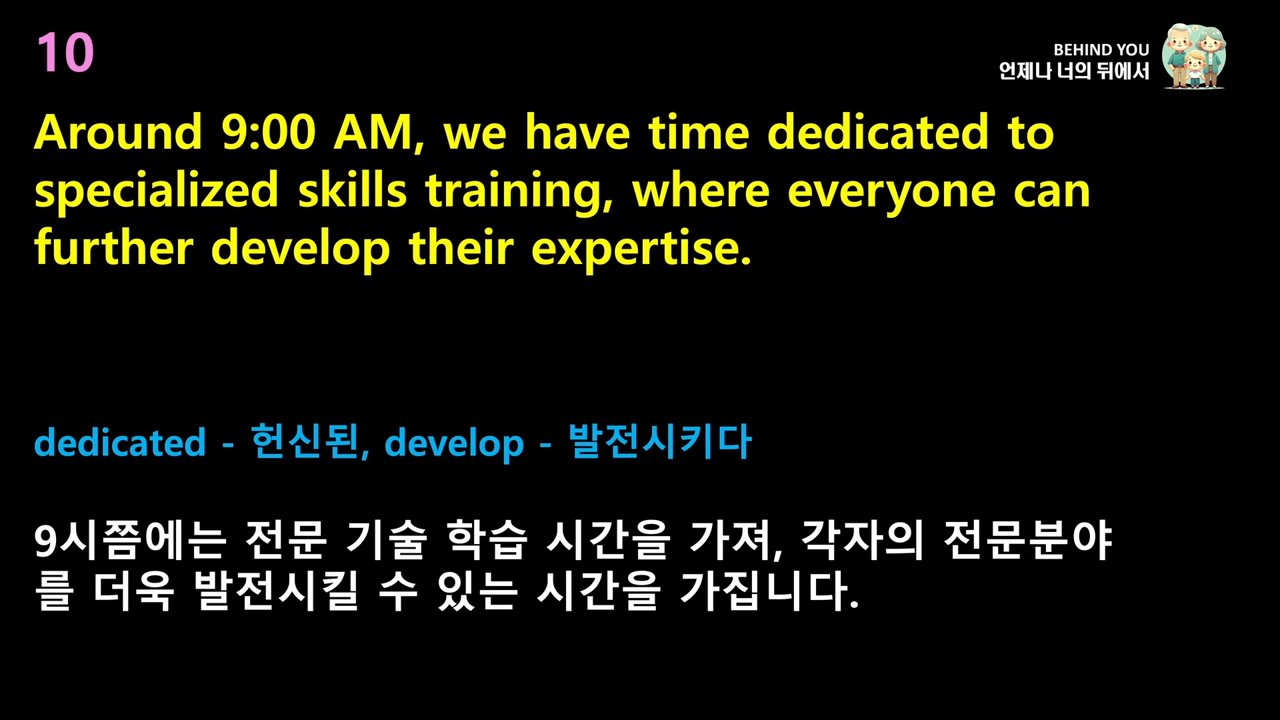 10
BEHIND YOU
언제나 너의 뒤에서
Around 9:00 AM, we have time dedicated to
specialized skills training, where everyone can
further develop their expertise.
dedicated - 헌신된, develop - 발전시키다
9시쯤에는 전문 기술 학습 시간을 가져, 각자의 전문분야
를 더욱 발전시킬 수 있는 시간을 가집니다.